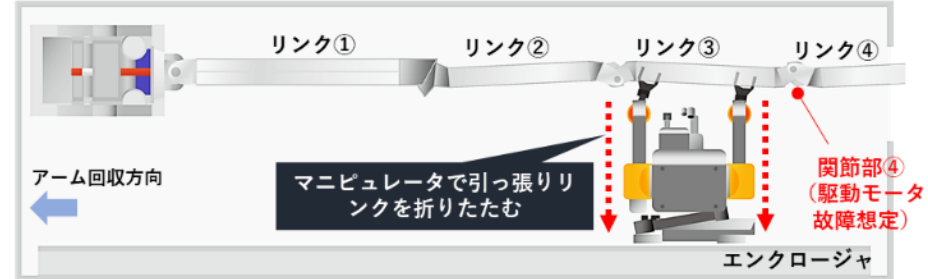 リンク①
リンク②
リンク③
リンク④
アーム回収方向
マニピュレータで引っ張りリ
ンクを折りたたむ
関節部④
（駆動モータ
故障想定）
エンクロージャ